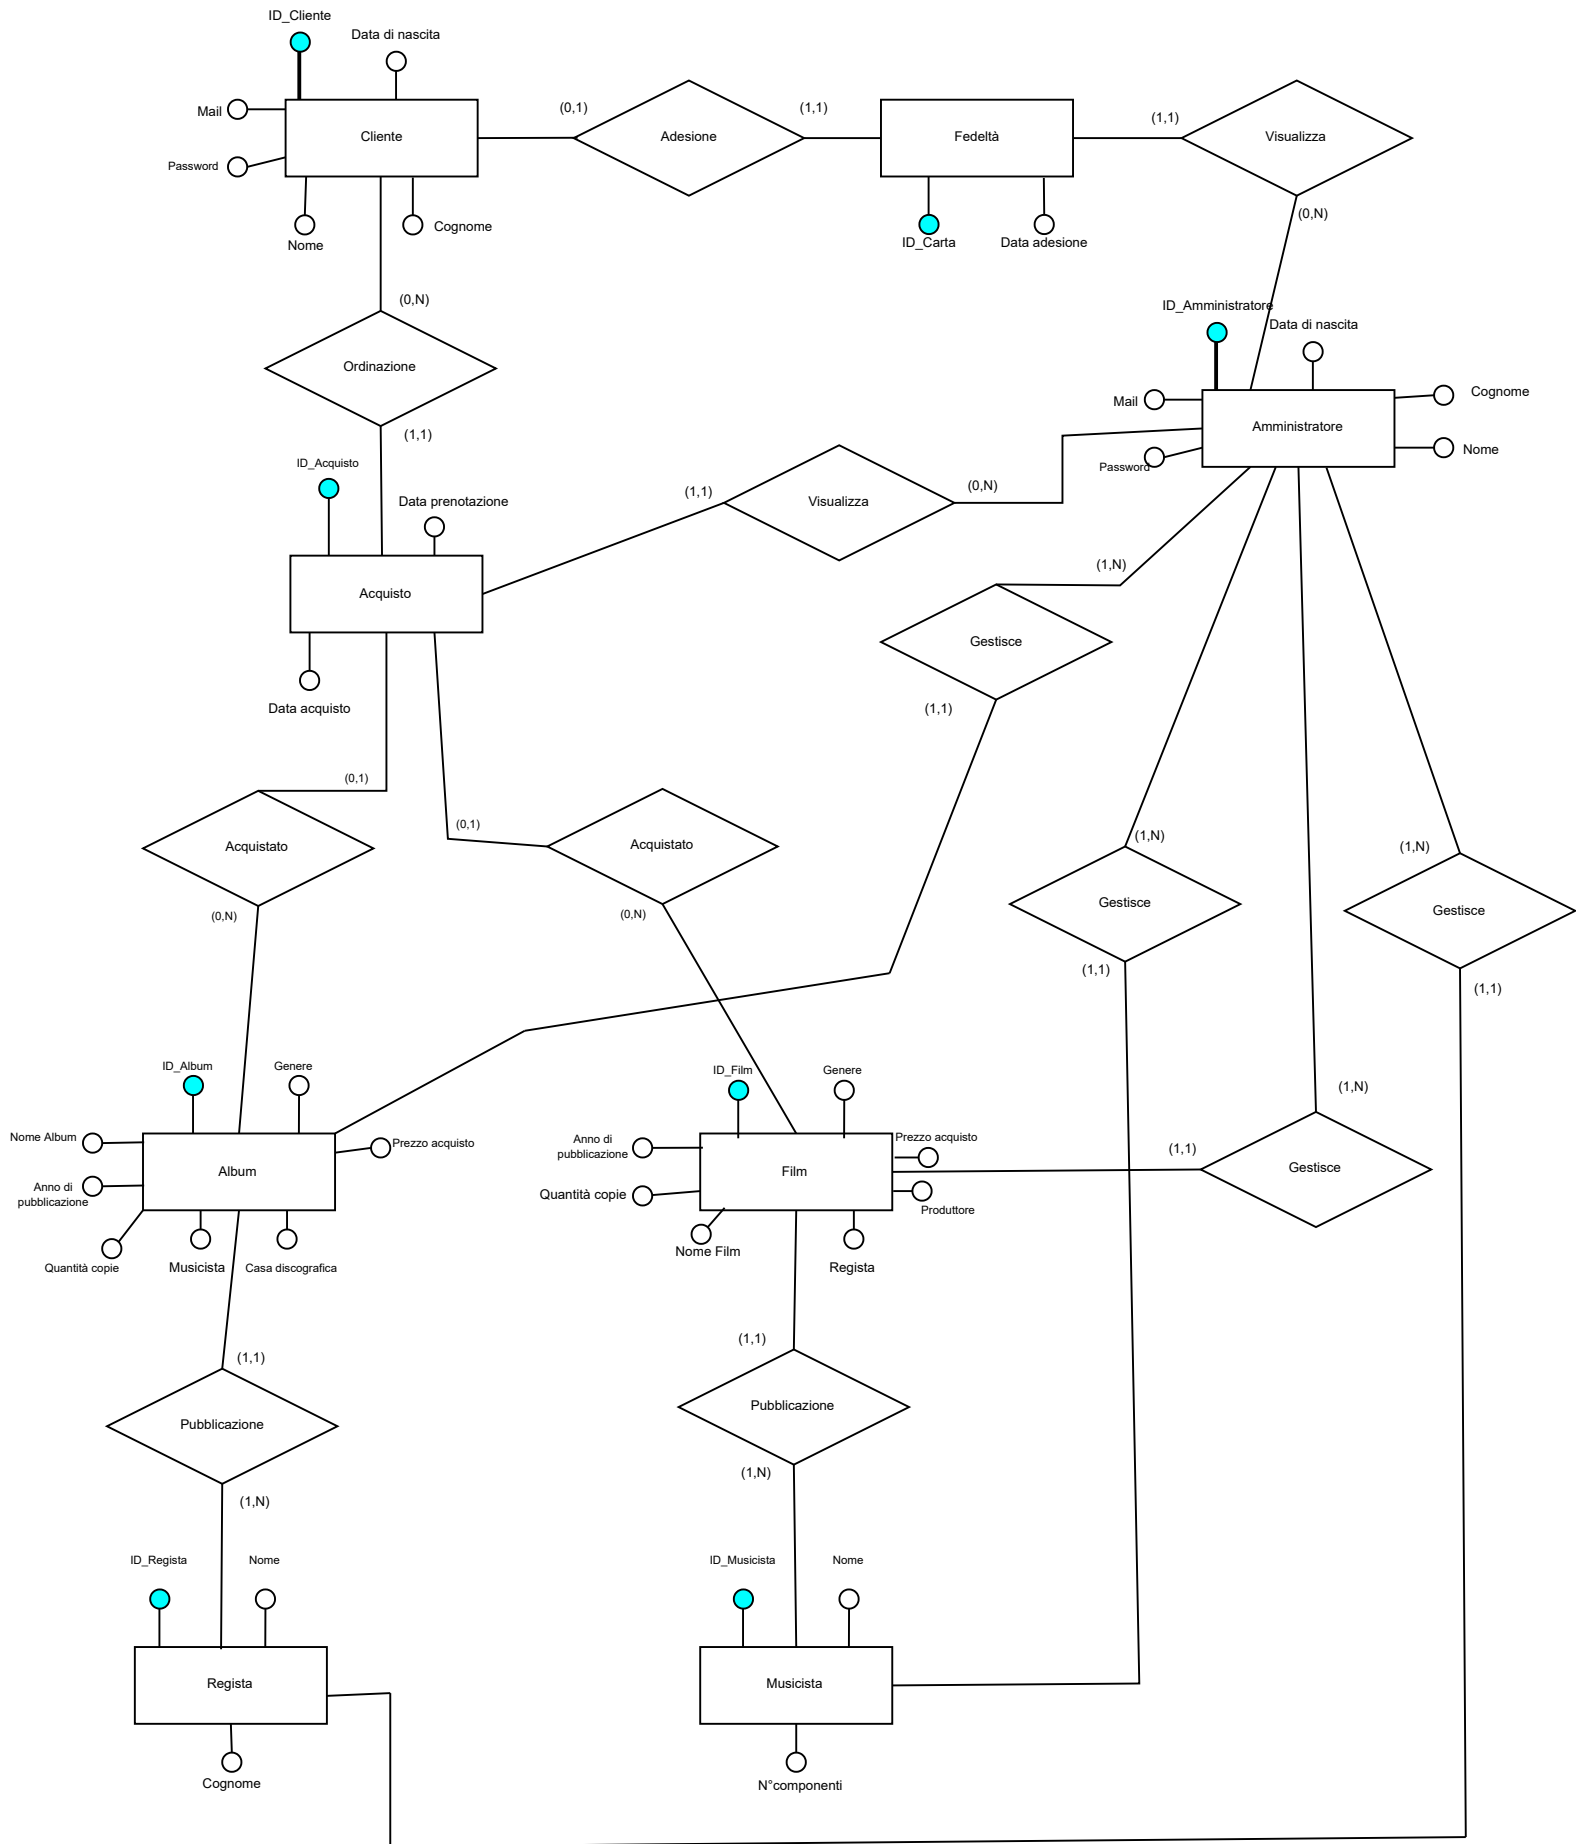 ID_Cliente
Data di nascita
Mail
Cliente
Password
Nome
Cognome
(0,1)
Adesione
(1,1)
Fedeltà
ID_Carta
Data adesione
(1,1)
Visualizza
(0,N)
(0,N)
Ordinazione
(1,1)
ID_Amministratore
Data di nascita
Mail
Amministratore
Cognome
Password
Nome
ID_Acquisto
Data prenotazione
Acquisto
Data acquisto
(1,1)
Visualizza
(0,N)
(1,N)
Gestisce
(1,1)
(0,1)
Acquistato
(0,N)
(0,1)
Acquistato
(0,N)
(1,N)
Gestisce
(1,1)
(1,N)
Gestisce
(1,1)
ID_Album
Genere
Nome Album
Prezzo acquisto
Album
Anno di
pubblicazione
Quantità copie
Musicista
Casa discografica
ID_Film
Genere
Anno di
pubblicazione
Prezzo acquisto
Film
Quantità copie
Produttore
Nome Film
Regista
(1,N)
(1,1)
Gestisce
(1,1)
Pubblicazione
(1,N)
(1,1)
Pubblicazione
(1,N)
ID_Regista
Nome
Regista
Cognome
ID_Musicista
Nome
Musicista
N°componenti